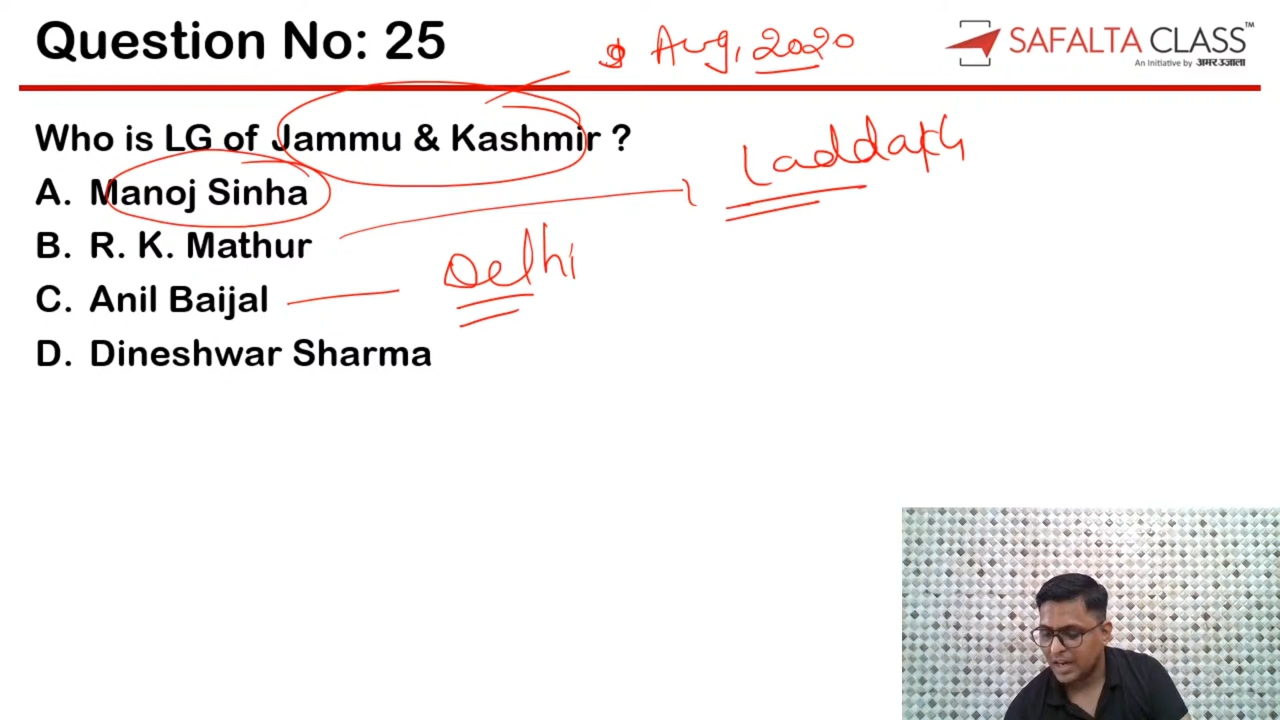 Question No: 25
Aug, 2020
SAFALTA CLASS™
An Initiative by अमर उजाला
Who is LG of Jammu & Kashmir ?
Laddakh
A. Manoj Sinha
B. R. K. Mathur
Delhi
C. Anil Baijal
D. Dineshwar Sharma